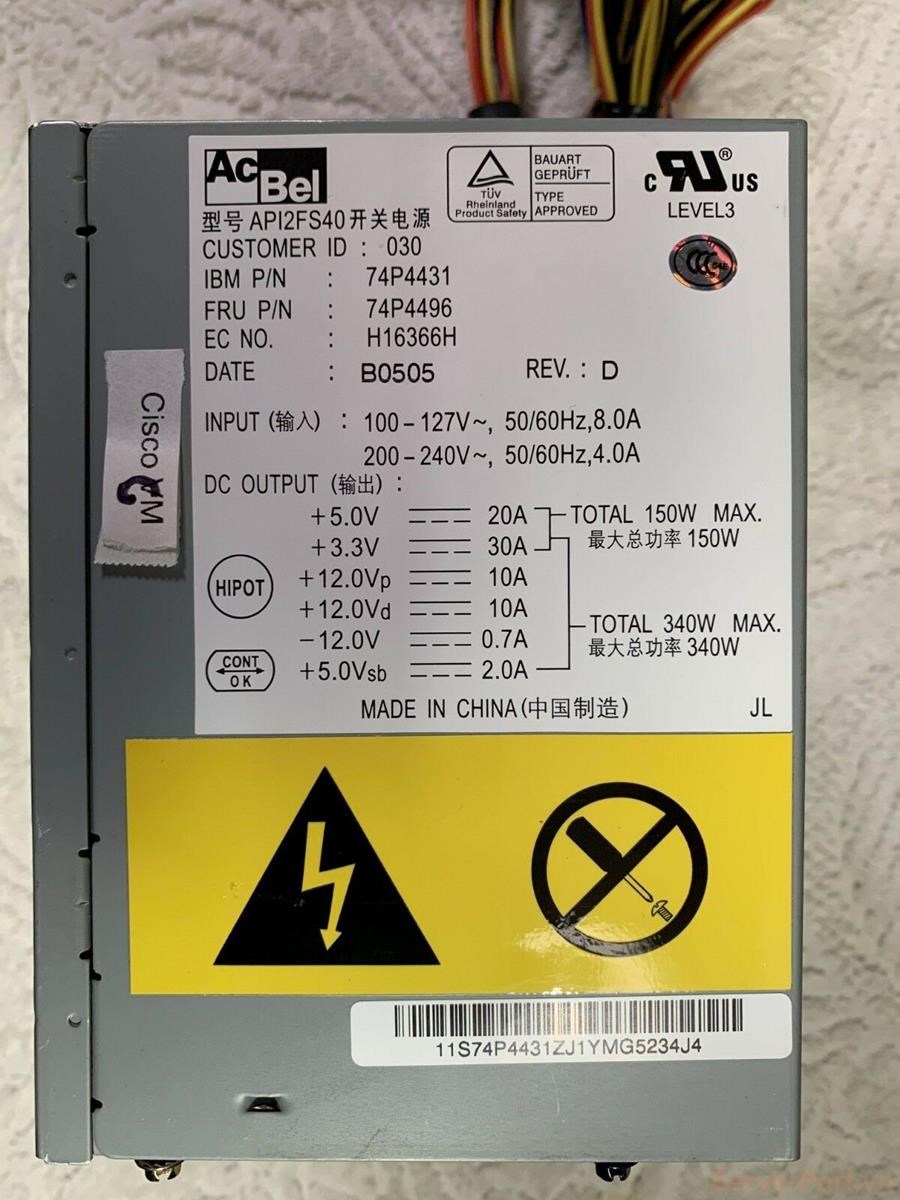 AcBel
TÜV
Rheinland
Product Safety
BAUART
GEPRÜFT
TYPE
APPROVED
C RU ® US
LEVEL3
CCC
型号 API2FS40 开关电源
CUSTOMER ID : 030
IBM P/N : 74P4431
FRU P/N : 74P4496
EC NO. : H16366H
DATE : B0505 REV. : D
INPUT (输入) : 100-127V~, 50/60Hz,8.0A
200-240V~, 50/60Hz,4.0A
DC OUTPUT (输出) :
+5.0V 20A TOTAL 150W MAX.
+3.3V 30A 最大总功率 150W
+12.0Vp 10A
+12.0Vd 10A TOTAL 340W MAX.
-12.0V 0.7A 最大总功率 340W
+5.0Vsb 2.0A
HIPOT
CONT
OK
MADE IN CHINA (中国制造) JL
Cisco
11S74P4431ZJ1YMG5234J4